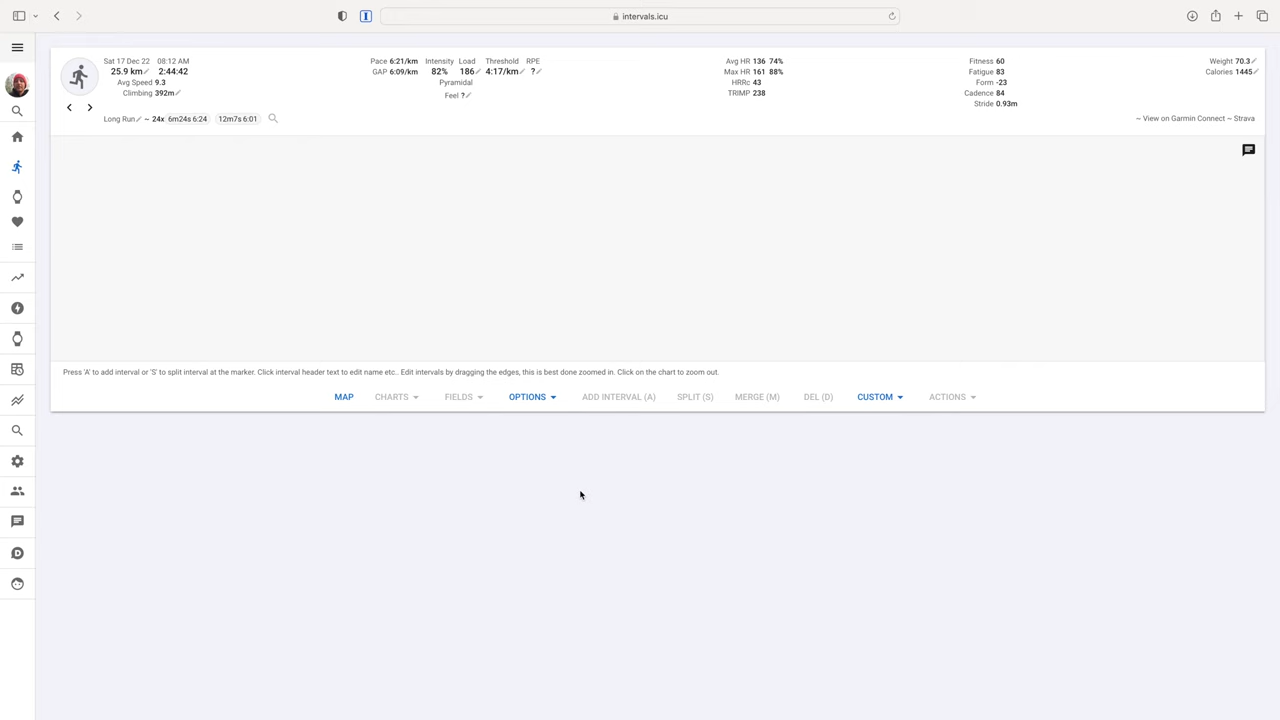 intervals.icu
Sat 17 Dec 22 08:12 AM
25.9 km 2:44:42
Avg Speed 9.3
Climbing 392m
Pace 6:21/km Intensity Load Threshold RPE
GAP 6:09/km 82% 186 4:17/km ?
Pyramidal
Feel ?
Avg HR 136 74%
Max HR 161 88%
HRRc 43
TRIMP 238
Fitness 60
Fatigue 83
Form -23
Cadence 84
Stride 0.93m
Weight 70.3
Calories 1445
Long Run ~ 24x 6m24s 6:24 12m7s 6:01
~ View on Garmin Connect ~ Strava
Press 'A' to add interval or 'S' to split interval at the marker. Click interval header text to edit name etc.. Edit intervals by dragging the edges, this is best done zoomed in. Click on the chart to zoom out.
MAP CHARTS FIELDS OPTIONS ADD INTERVAL (A) SPLIT (S) MERGE (M) DEL (D) CUSTOM ACTIONS